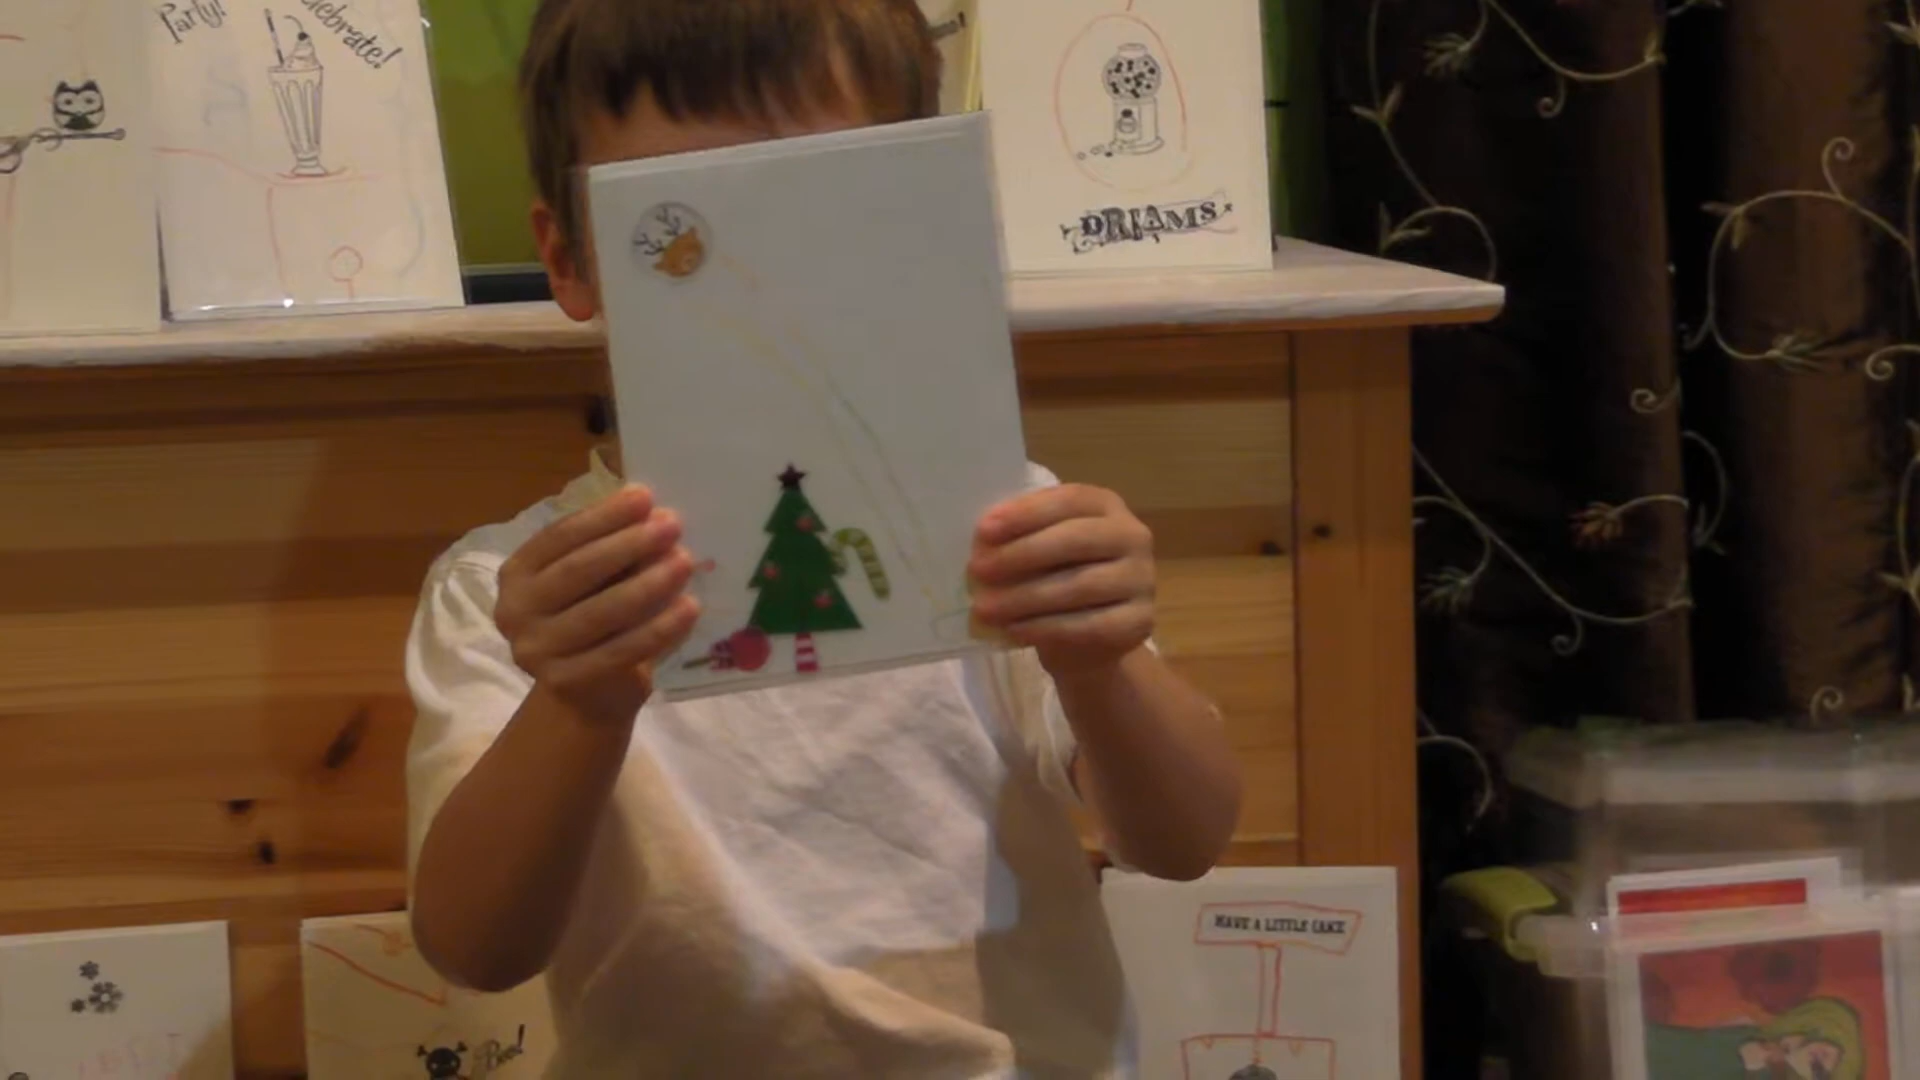 Party!
Celebrate!
DREAMS
HAVE A LITTLE CAKE
Boo!